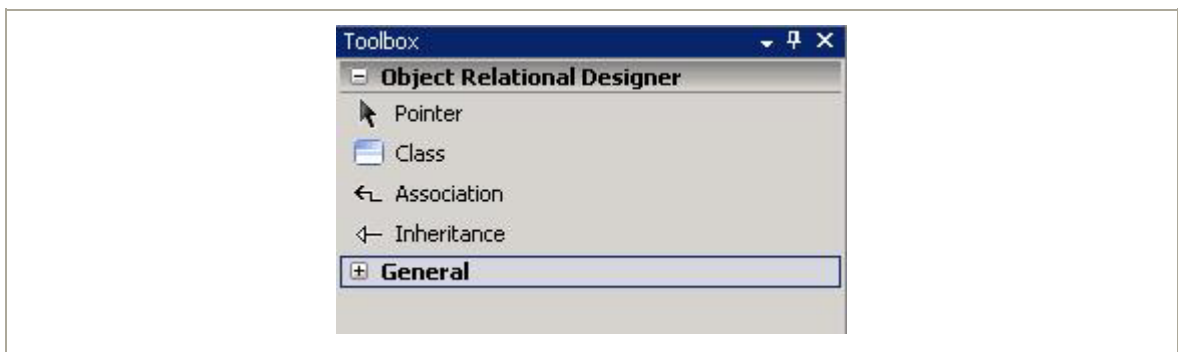 Toolbox
Object Relational Designer
Pointer
Class
Association
Inheritance
General